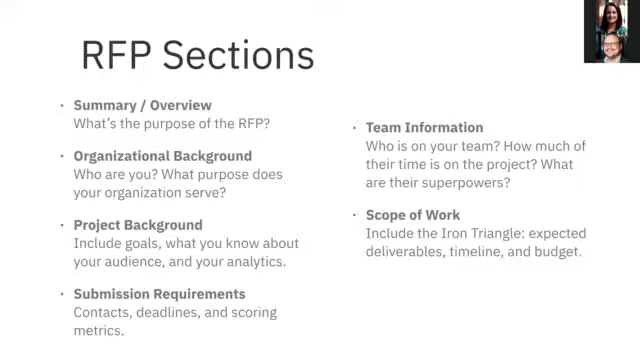 RFP Sections
· Summary / Overview
What's the purpose of the RFP?
· Organizational Background
Who are you? What purpose does
your organization serve?
· Project Background
Include goals, what you know about
your audience, and your analytics.
· Submission Requirements
Contacts, deadlines, and scoring
metrics.
· Team Information
Who is on your team? How much of
their time is on the project? What
are their superpowers?
· Scope of Work
Include the Iron Triangle: expected
deliverables, timeline, and budget.